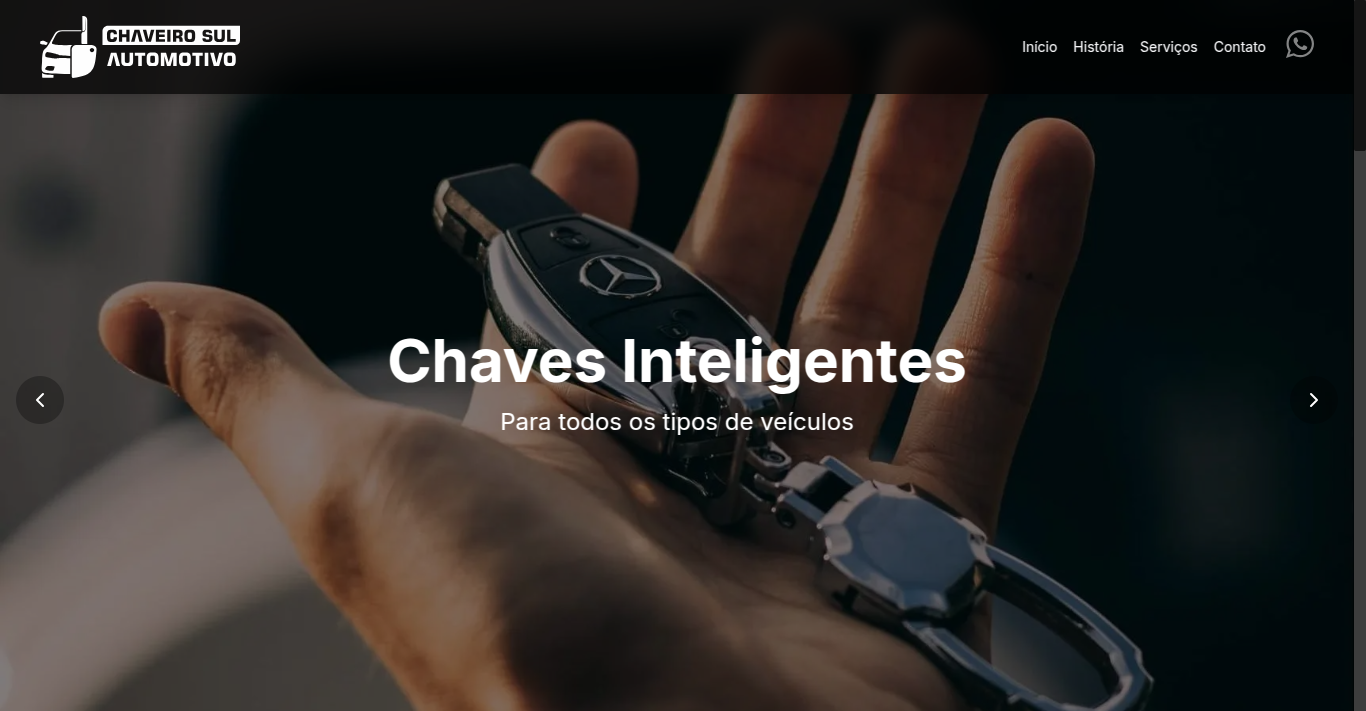 CHAVEIRO SUL
AUTOMOTIVO
Início
História
Serviços
Contato
Chaves Inteligentes
Para todos os tipos de veículos